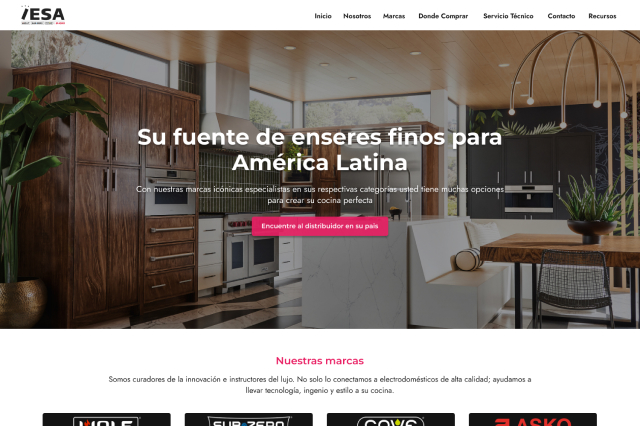 IESA
Inicio Nosotros Marcas Donde Comprar Servicio Técnico Contacto Recursos
Su fuente de enseres finos para
América Latina
Con nuestras marcas icónicas especialistas en sus respectivas categorías usted tiene muchas opciones
para crear su cocina perfecta
Encuentre al distribuidor en su país
Nuestras marcas
Somos curadores de la innovación e instructores del lujo. No solo lo conectamos a electrodomésticos de alta calidad; ayudamos a
llevar tecnología, ingenio y estilo a su cocina.
WOLF SUB-ZERO COVE ASKO